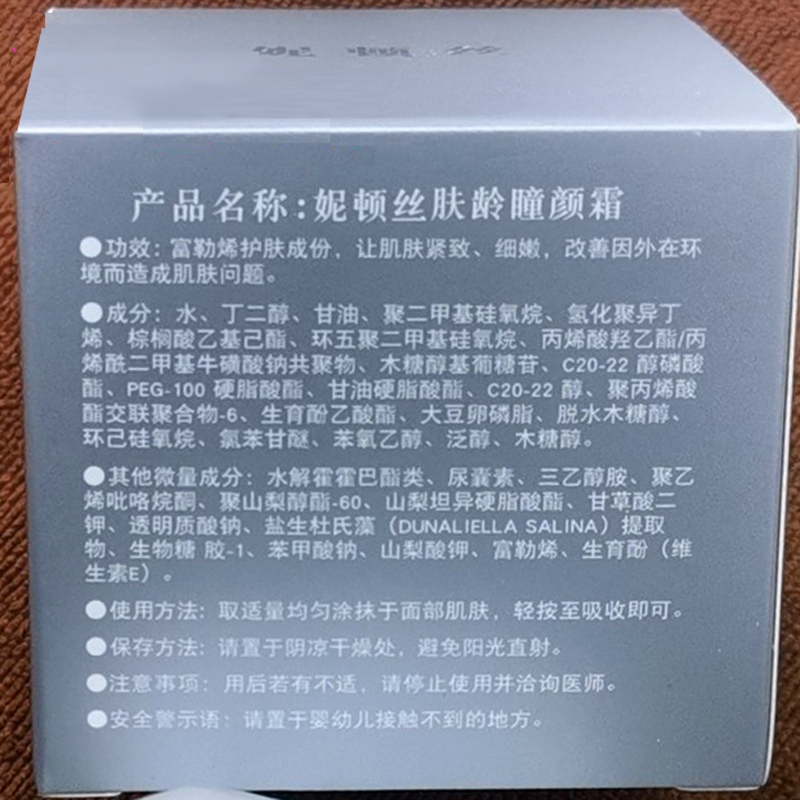 妮顿丝
产品名称:妮顿丝肤龄瞳颜霜
●功效：富勒烯护肤成份，让肌肤紧致、细嫩，改善因外在环
境而造成肌肤问题。
●成分：水、丁二醇、甘油、聚二甲基硅氧烷、氢化聚异丁
烯、棕榈酸乙基己酯、环五聚二甲基硅氧烷、丙烯酸羟乙酯/丙
烯酰二甲基牛磺酸钠共聚物、木糖醇基葡糖苷、C20-22 醇磷酸
酯、PEG-100 硬脂酸酯、甘油硬脂酸酯、C20-22 醇、聚丙烯酸
酯交联聚合物-6、生育酚乙酸酯、大豆卵磷脂、脱水木糖醇、
环己硅氧烷、氯苯甘醚、苯氧乙醇、泛醇、木糖醇。
●其他微量成分：水解霍霍巴酯类、尿囊素、三乙醇胺、聚乙
烯吡咯烷酮、聚山梨醇酯-60、山梨坦异硬脂酸酯、甘草酸二
钾、透明质酸钠、盐生杜氏藻（DUNALIELLA SALINA）提取
物、生物糖 胶-1、苯甲酸钠、山梨酸钾、富勒烯、生育酚（维
生素E）。
●使用方法: 取适量均匀涂抹于面部肌肤，轻按至吸收即可。
●保存方法: 请置于阴凉干燥处，避免阳光直射。
●注意事项：用后若有不适，请停止使用并洽询医师。
●安全警示语：请置于婴幼儿接触不到的地方。